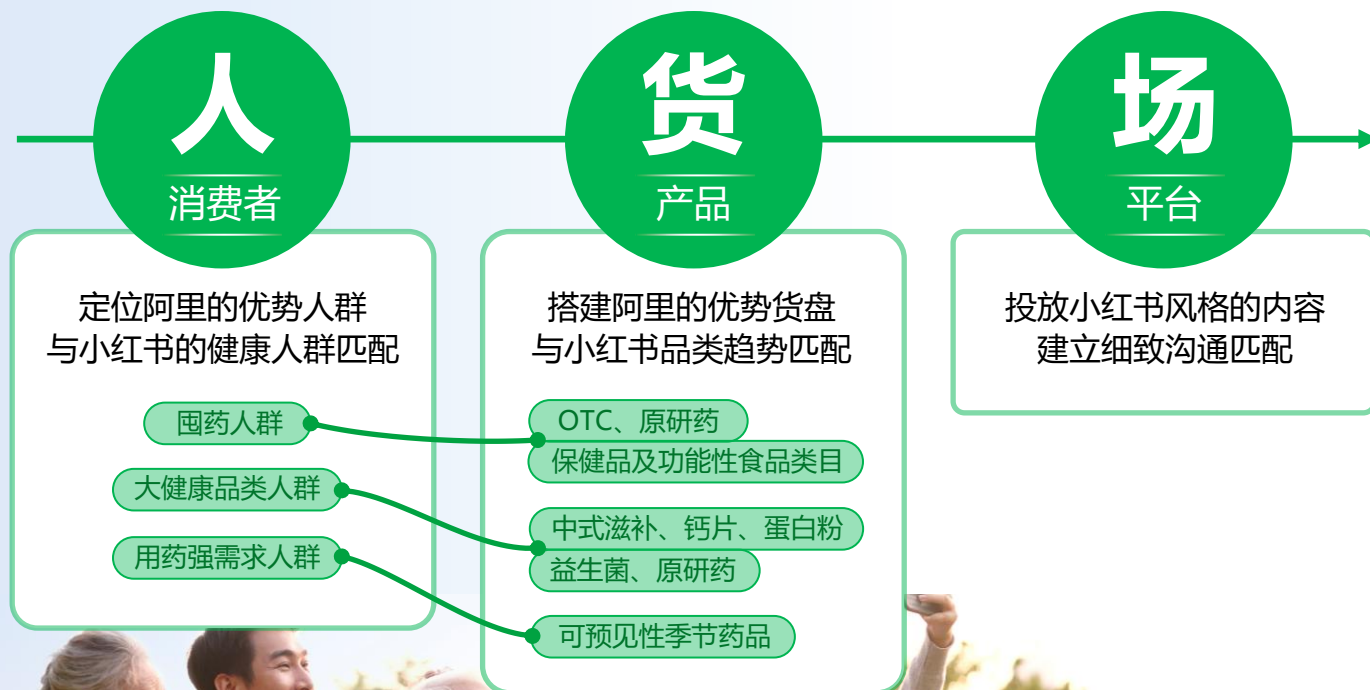 人
消费者
定位阿里的优势人群
与小红书的健康人群匹配
囤药人群
大健康品类人群
用药强需求人群
货
产品
搭建阿里的优势货盘
与小红书品类趋势匹配
OTC、原研药
保健品及功能性食品类目
中式滋补、钙片、蛋白粉
益生菌、原研药
可预见性季节药品
场
平台
投放小红书风格的内容
建立细致沟通匹配